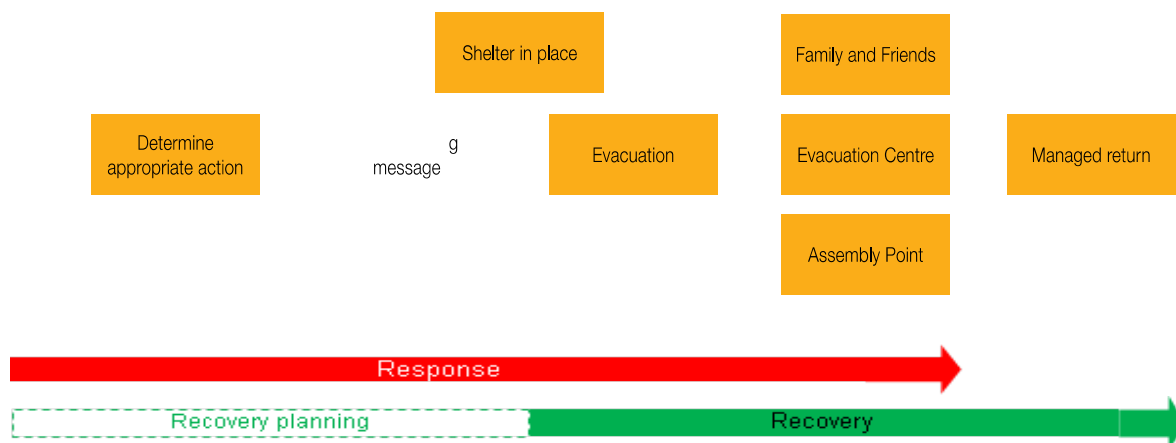 Shelter in place
Family and Friends
Determine
appropriate action
g
message
Evacuation
Evacuation Centre
Managed return
Assembly Point
Response
Recovery planning
Recovery